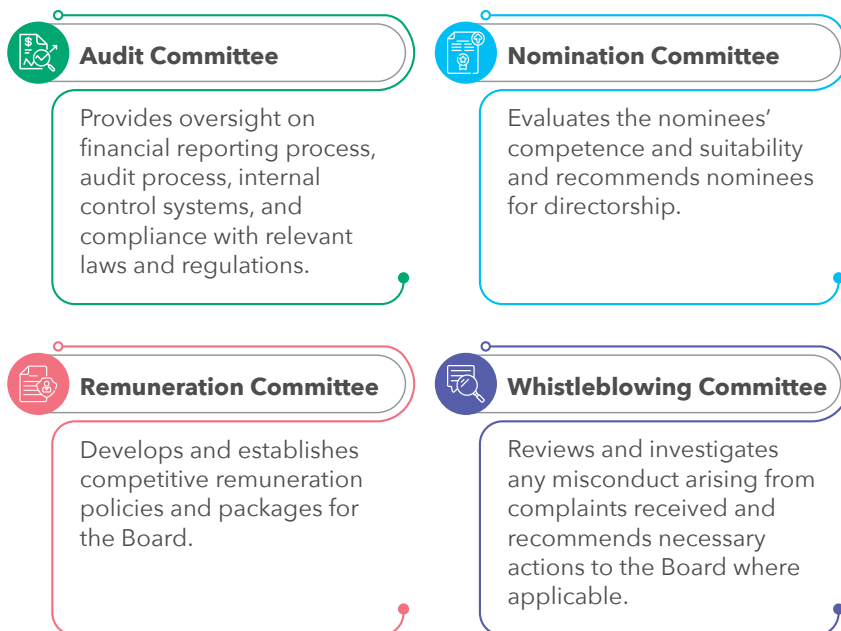 Audit Committee
Provides oversight on
financial reporting process,
audit process, internal
control systems, and
compliance with relevant
laws and regulations.
Nomination Committee
Evaluates the nominees’
competence and suitability
and recommends nominees
for directorship.
Remuneration Committee
Develops and establishes
competitive remuneration
policies and packages for
the Board.
Whistleblowing Committee
Reviews and investigates
any misconduct arising from
complaints received and
recommends necessary
actions to the Board where
applicable.